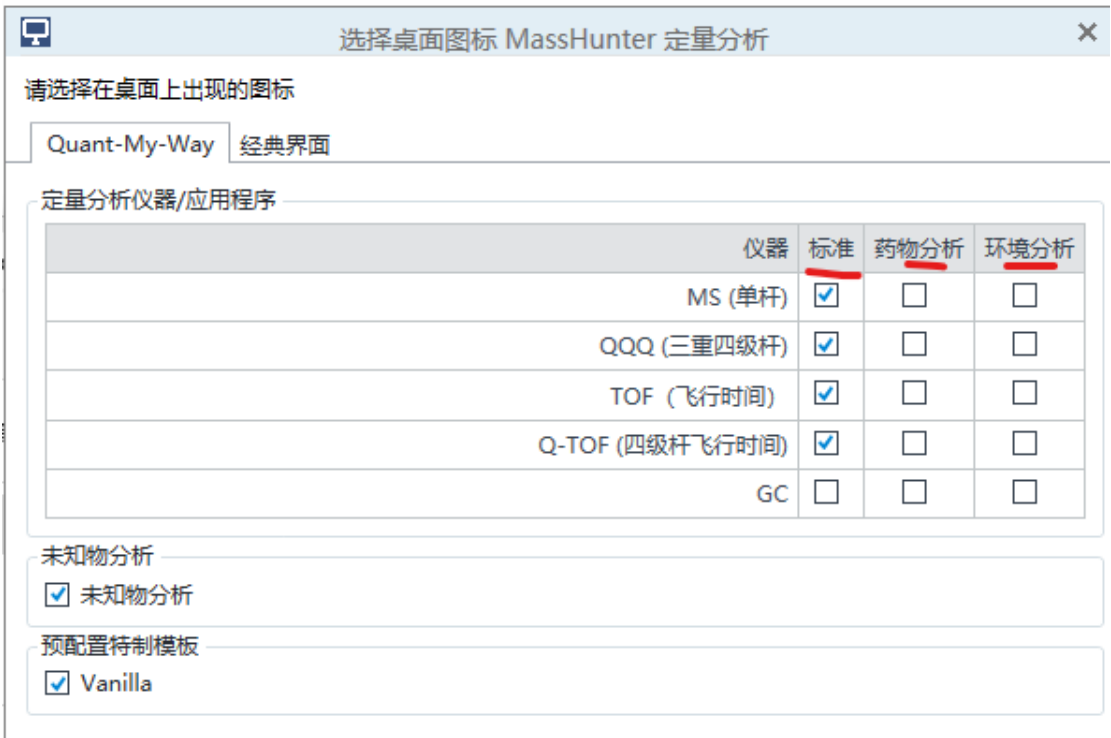 选择桌面图标 MassHunter 定量分析
请选择在桌面上出现的图标
Quant-My-Way 经典界面
定量分析仪器/应用程序
仪器 标准 药物分析 环境分析
MS (单杆)
QQQ (三重四级杆)
TOF (飞行时间)
Q-TOF (四级杆飞行时间)
GC
未知物分析
未知物分析
预配置特制模板
Vanilla